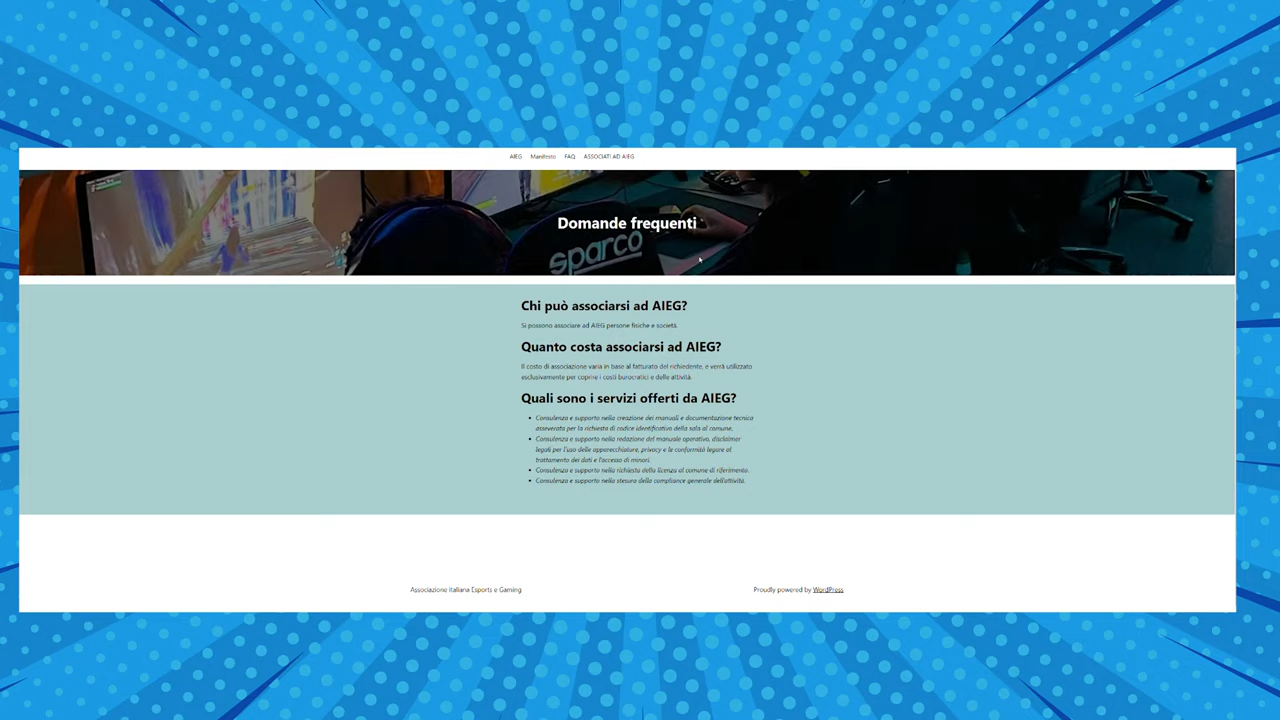 AIEG Manifesto FAQ ASSOCIATI AD AIEG
Domande frequenti
sparco
Chi può associarsi ad AIEG?
Si possono associare ad AIEG persone fisiche e società.
Quanto costa associarsi ad AIEG?
Il costo di associazione varia in base al fatturato del richiedente, e verrà utilizzato
esclusivamente per coprire i costi burocratici e delle attività.
Quali sono i servizi offerti da AIEG?
• Consulenza e supporto nella creazione dei manuali e documentazione tecnica
asseverata per la richiesta di codice identificativo della sala al comune.
• Consulenza e supporto nella redazione del manuale operativo, disclaimer
legali per l'uso delle apparecchiature, privacy e le conformità legare al
trattamento dei dati e l'accesso di minori.
• Consulenza e supporto nella richiesta della licenza al comune di riferimento.
• Consulenza e supporto nella stesura della compliance generale dell'attività.
Associazione italiana Esports e Gaming
Proudly powered by WordPress